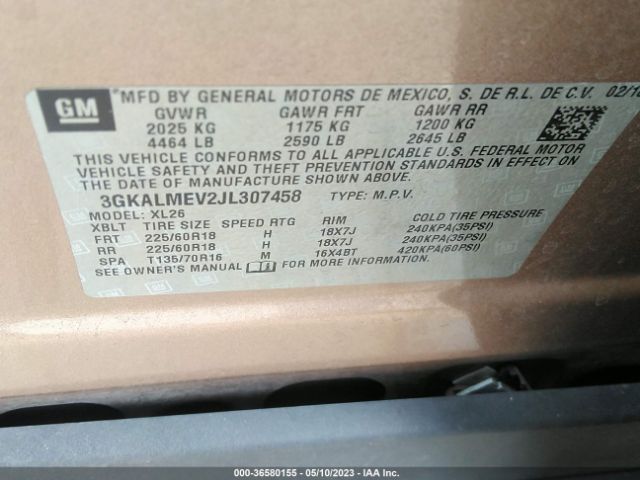 GM
*MFD BY GENERAL MOTORS DE MEXICO, S. DE R.L. DE C.V. 02/18
GVWR GAWR FRT GAWR RR
2025 KG 1175 KG 1200 KG
4464 LB 2590 LB 2645 LB
THIS VEHICLE CONFORMS TO ALL APPLICABLE U.S. FEDERAL MOTOR
VEHICLE SAFETY AND THEFT PREVENTION STANDARDS IN EFFECT ON
THE DATE OF MANUFACTURE SHOWN ABOVE.
3GKALMEV2JL307458 TYPE: M.P.V.
MODEL: XL26
XBLT TIRE SIZE SPEED RTG RIM COLD TIRE PRESSURE
FRT 225/60R18 H 18X7J 240KPA(35PSI)
RR 225/60R18 H 18X7J 240KPA(35PSI)
SPA T135/70R16 M 16X4BT 420KPA(60PSI)
SEE OWNER'S MANUAL FOR MORE INFORMATION.
000-36580155 - 05/10/2023 - IAA Inc.